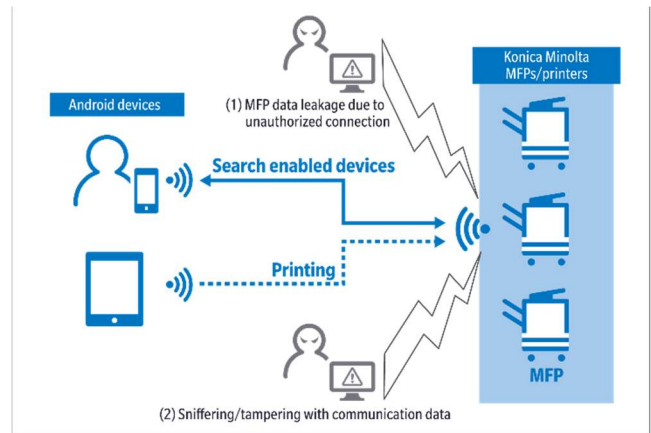 Konica Minolta
MFPs/printers
Android devices
(1) MFP data leakage due to
unauthorized connection
Search enabled devices
Printing
MFP
(2) Sniffering/tampering with communication data